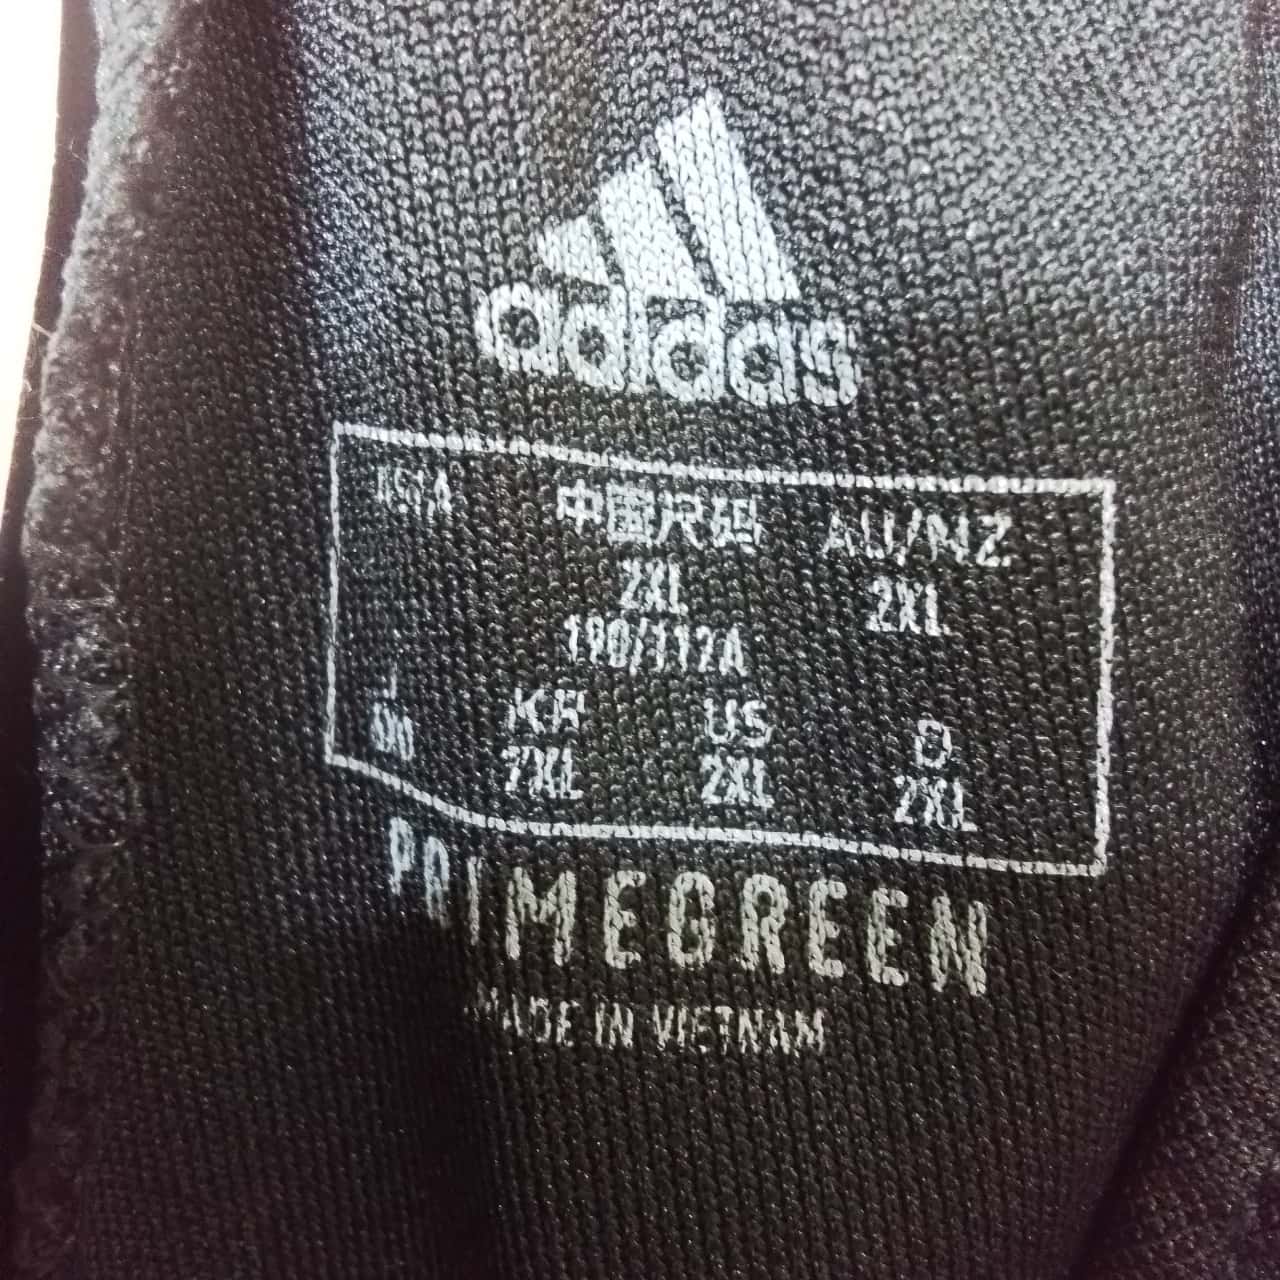 adidas
中国尺码 AU/NZ
2XL 2XL
190/112A
KR US D
2XL 2XL 2XL
PRIMEGREEN
MADE IN VIETNAM